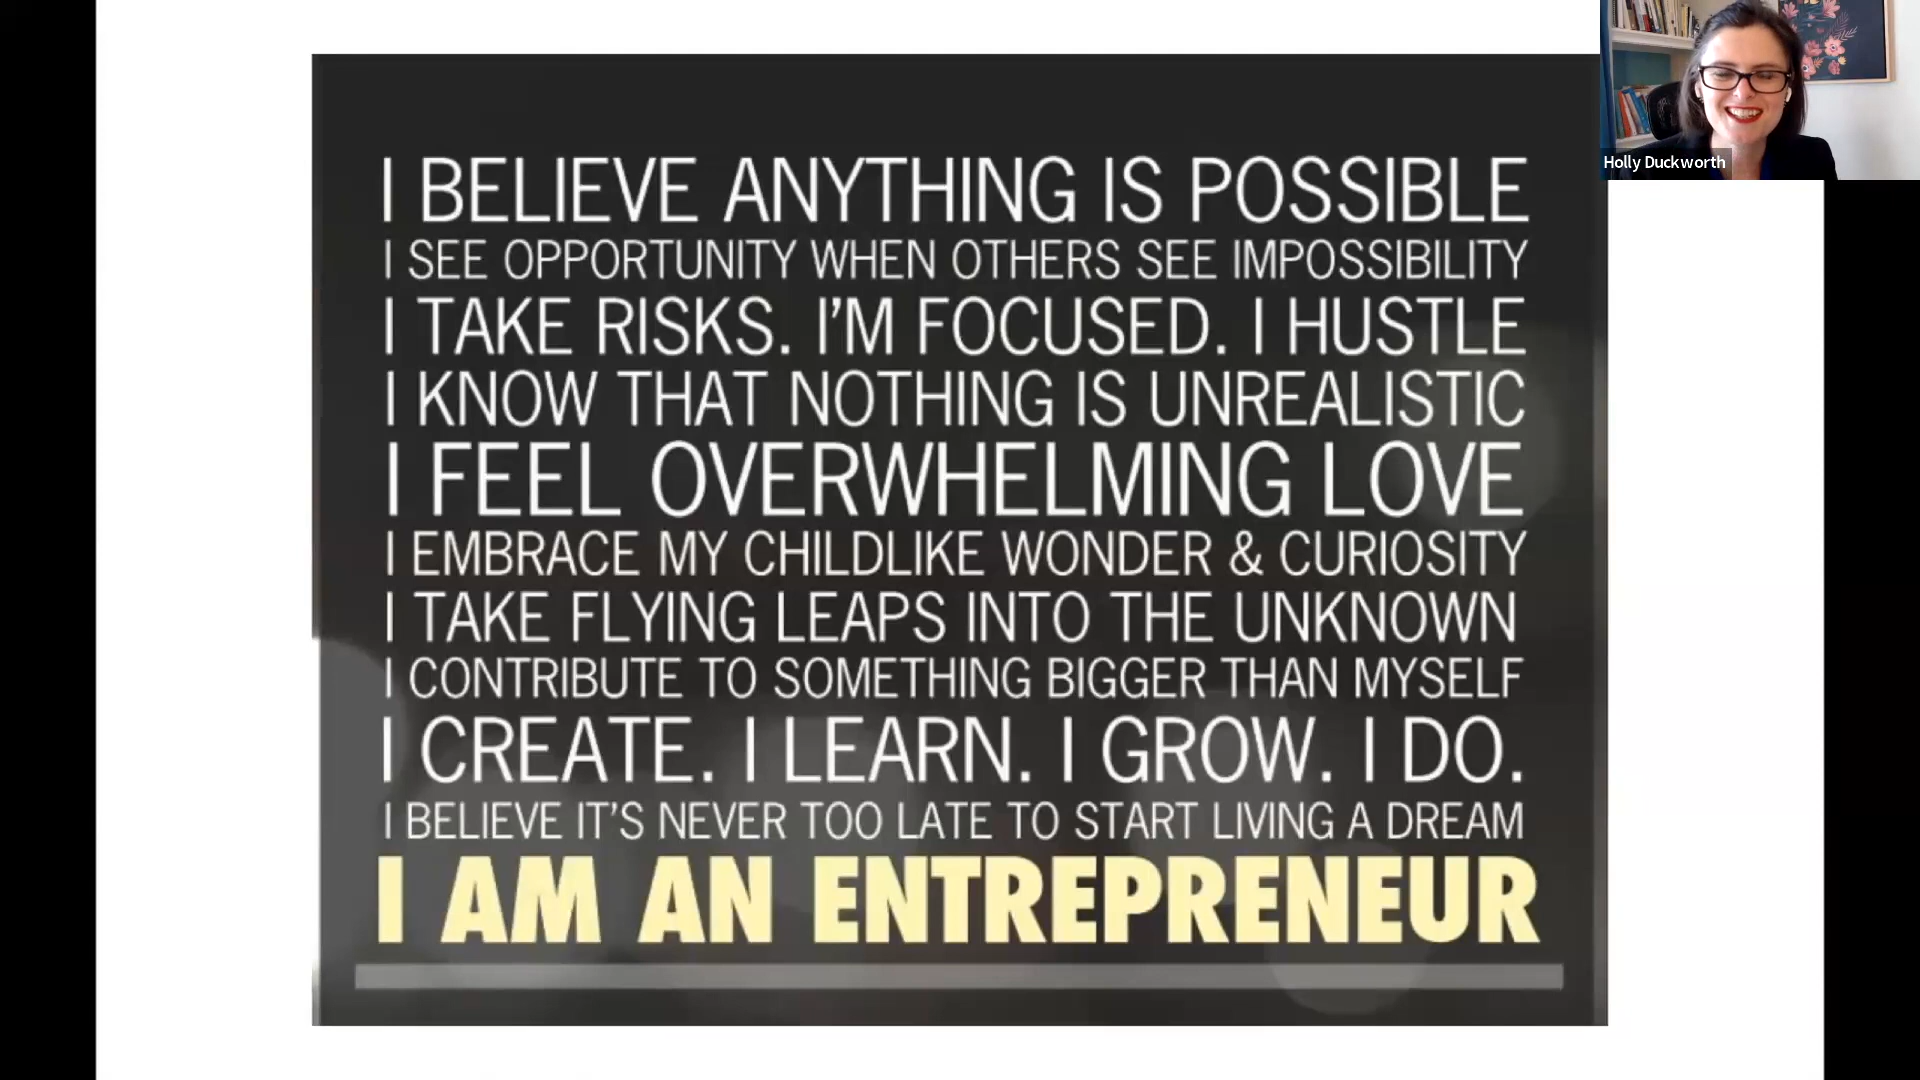 I BELIEVE ANYTHING IS POSSIBLE
I SEE OPPORTUNITY WHEN OTHERS SEE IMPOSSIBILITY
I TAKE RISKS. I'M FOCUSED. I HUSTLE
I KNOW THAT NOTHING IS UNREALISTIC
I FEEL OVERWHELMING LOVE
I EMBRACE MY CHILDLIKE WONDER & CURIOSITY
I TAKE FLYING LEAPS INTO THE UNKNOWN
I CONTRIBUTE TO SOMETHING BIGGER THAN MYSELF
I CREATE. I LEARN. I GROW. I DO.
I BELIEVE IT'S NEVER TOO LATE TO START LIVING A DREAM
I AM AN ENTREPRENEUR
Holly Duckworth